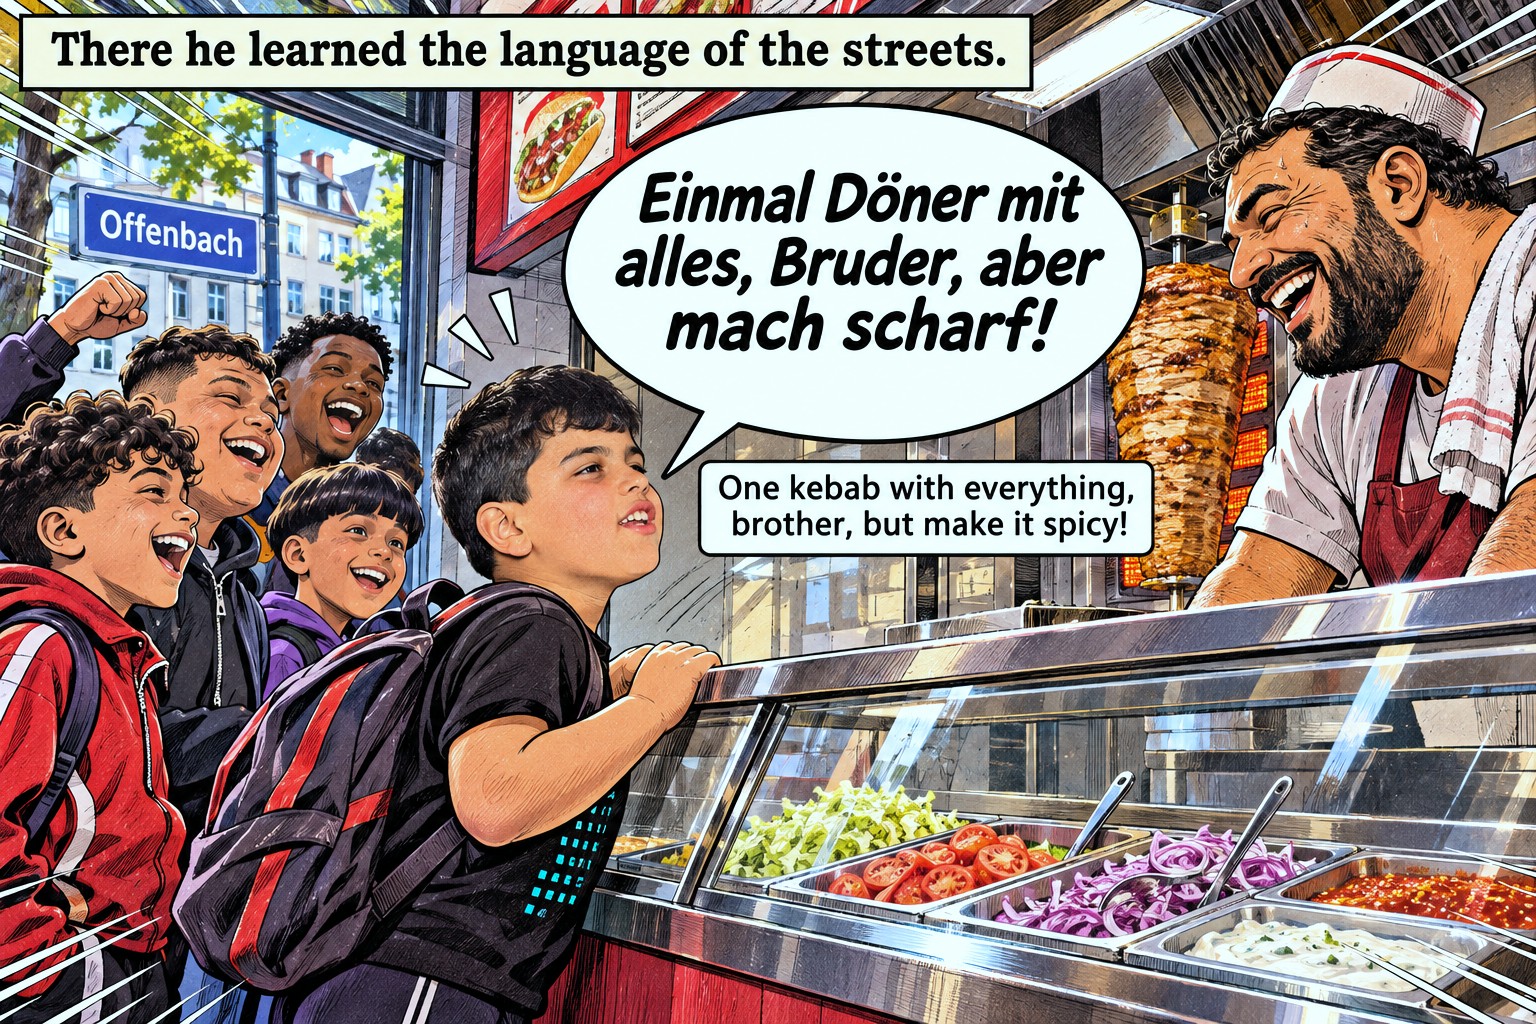 There he learned the language of the streets.
Offenbach
Einmal Döner mit
alles, Bruder, aber
mach scharf!
One kebab with everything,
brother, but make it spicy!